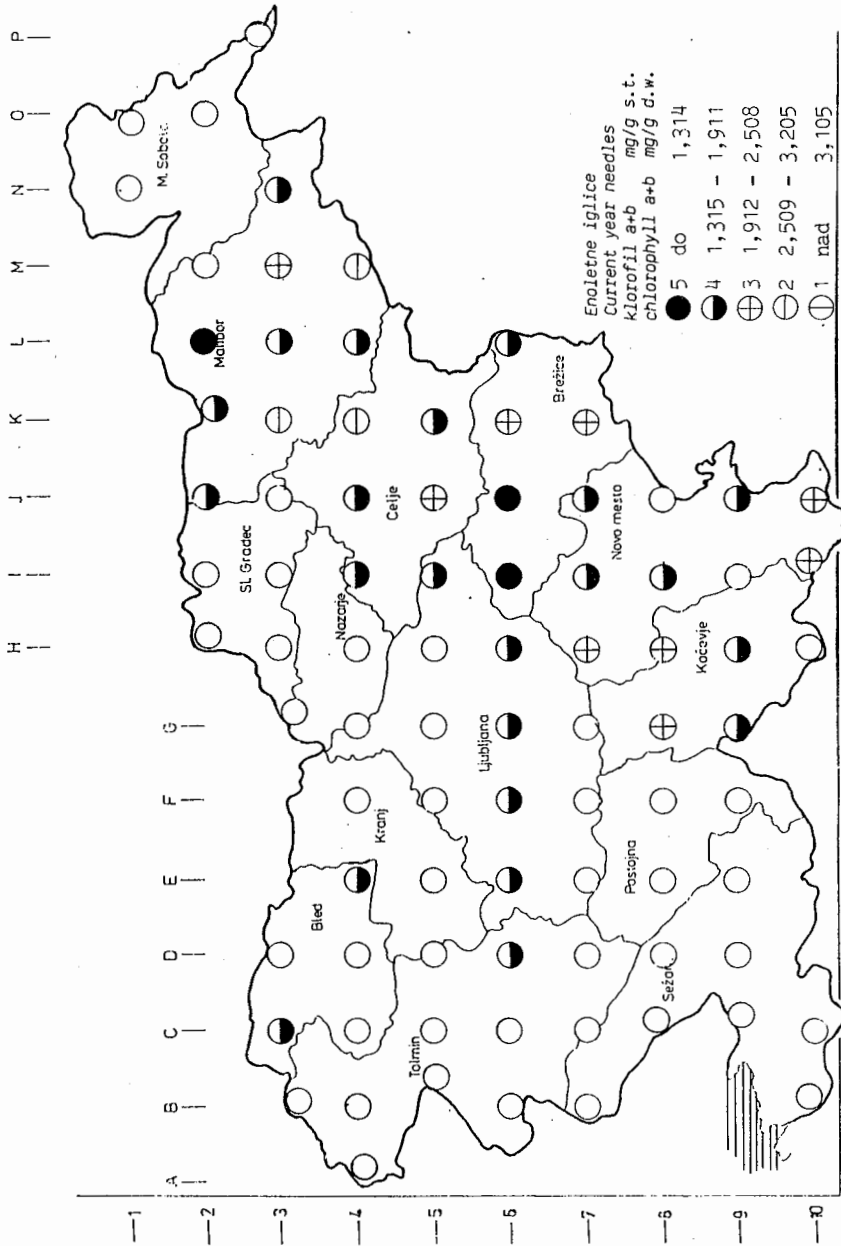 A B C D E F G H I J K L M N O P
1
2
3
4
5
6
7
8
9
10
M. Sobota
Maribor
Sl. Gradec
Nazarje
Celje
Brežice
Novo mesto
Kočevje
Ljubljana
Kranj
Bled
Tolmin
Postojna
Sežana
Enoletne iglice
Current year needles
klorofil a+b mg/g s.t.
chlorophyll a+b mg/g d.w.
5 do 1,314
4 1,315 - 1,911
3 1,912 - 2,508
2 2,509 - 3,205
1 nad 3,105